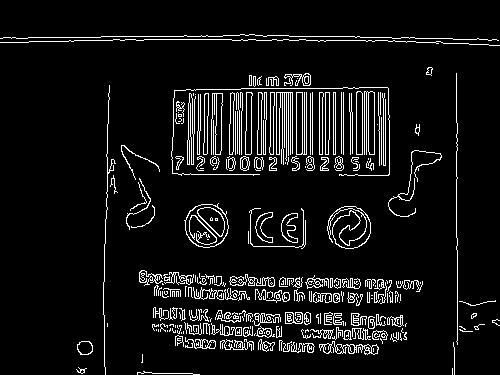 370
7 290002 582854
CE
Specifications, colours and contents may vary
from illustration. Made in Israel by Halilit
Halilit UK, Accrington BB5 1EE, England.
www.halilit-israel.co.il www.halilit.co.uk
Please retain for future reference